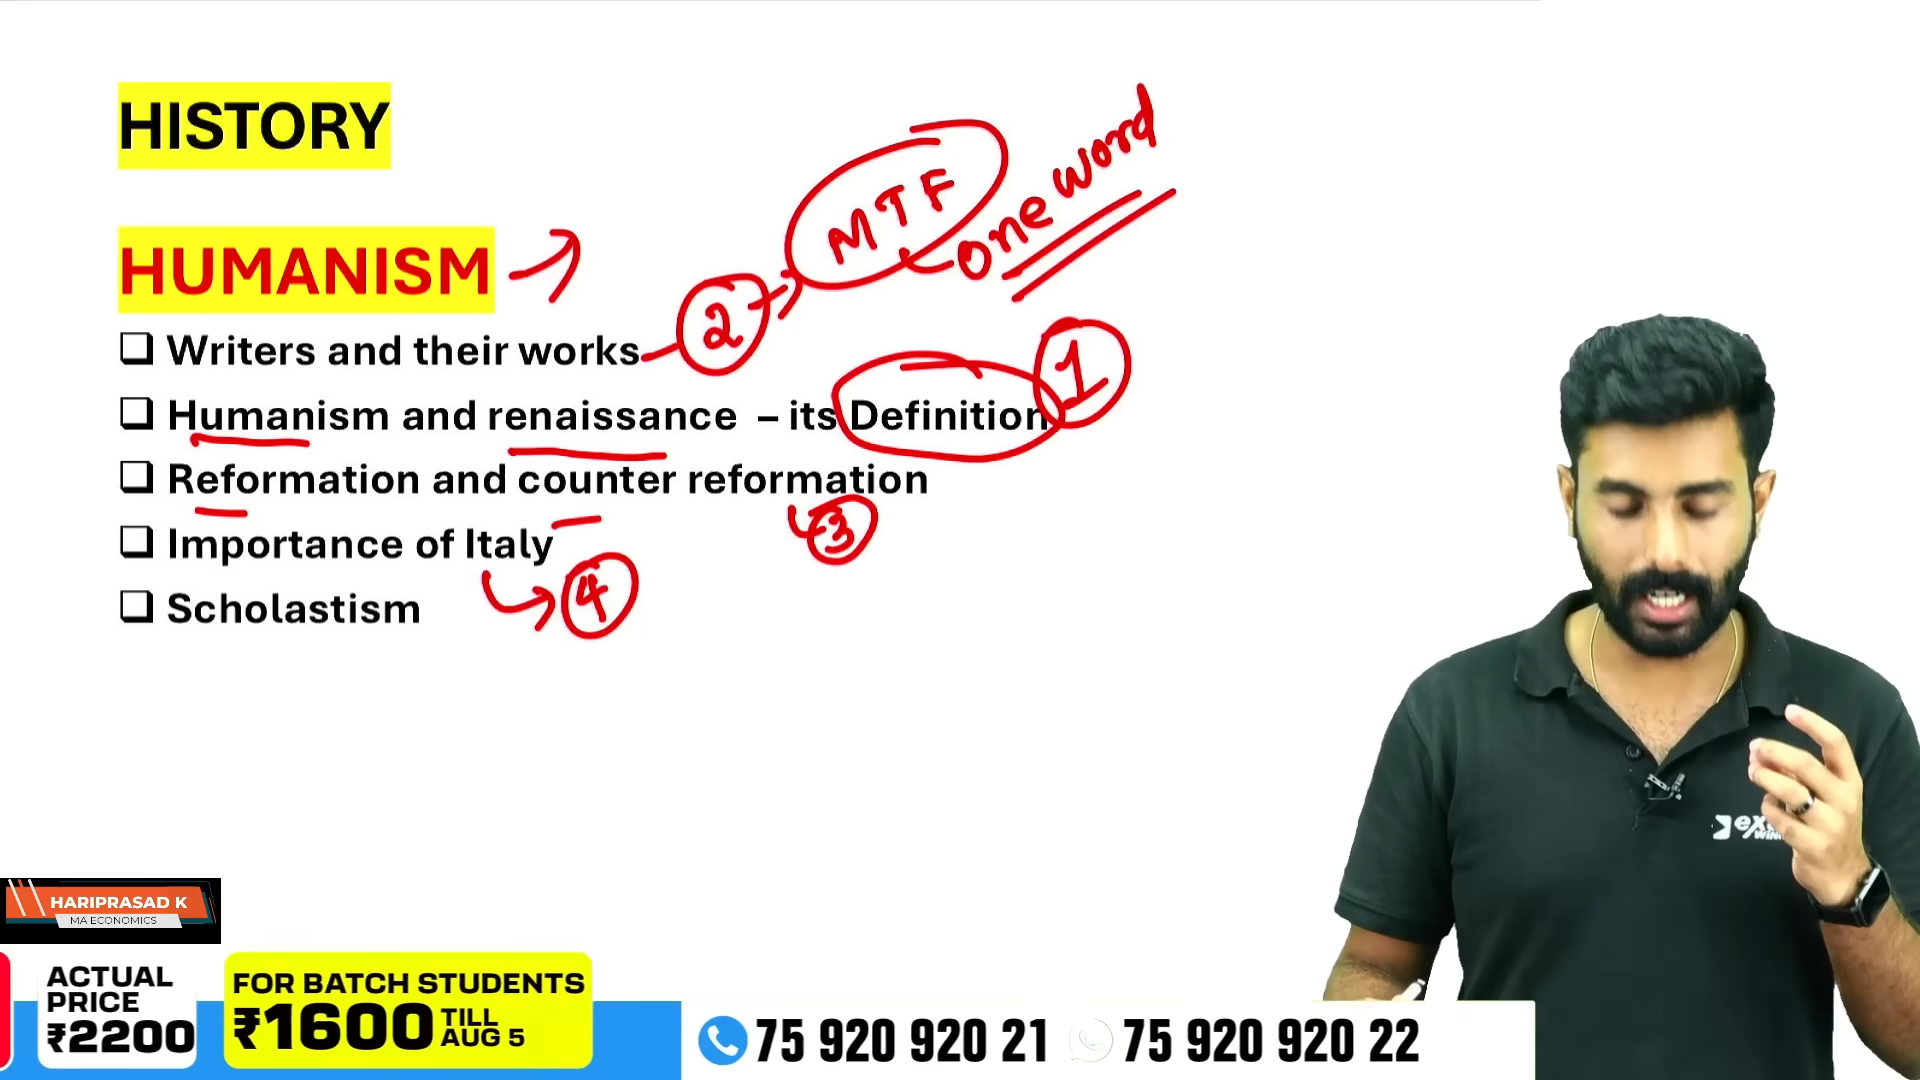 HISTORY
MTF
One word
HUMANISM
2
❑ Writers and their works
1
❑ Humanism and renaissance – its Definition
❑ Reformation and counter reformation
3
❑ Importance of Italy
4
❑ Scholastism
HARIPRASAD K
MA ECONOMICS
ACTUAL
PRICE
₹2200
FOR BATCH STUDENTS
₹1600 TILL
AUG 5
75 920 920 21
75 920 920 22